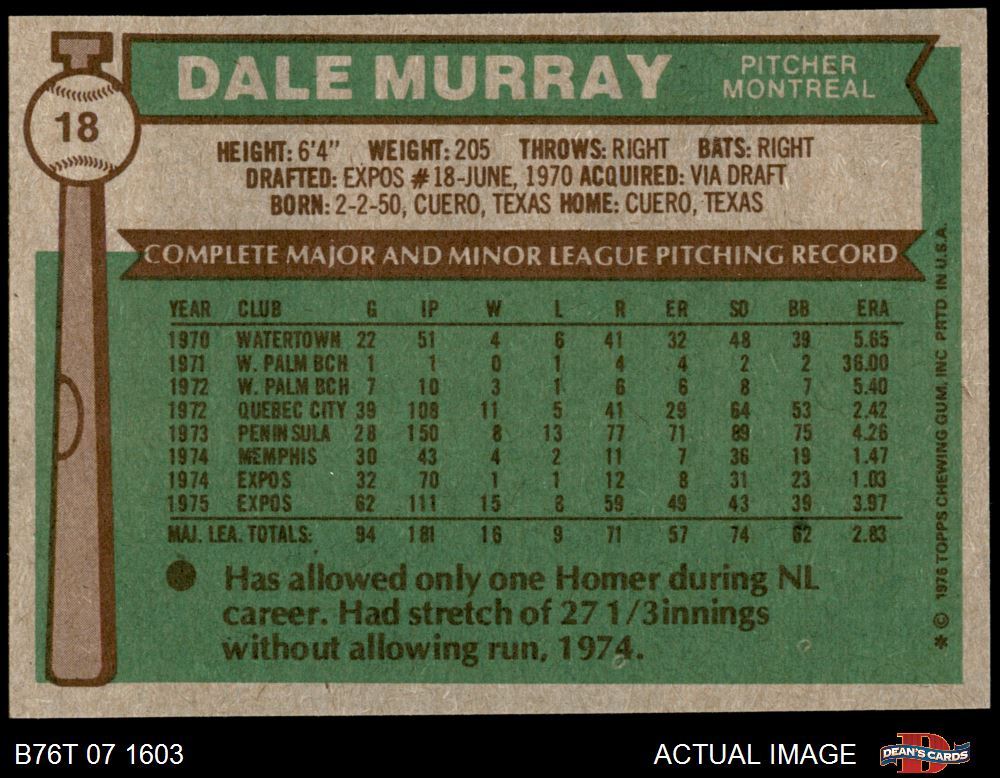 18
DALE MURRAY
PITCHER
MONTREAL
HEIGHT: 6'4" WEIGHT: 205 THROWS: RIGHT BATS: RIGHT
DRAFTED: EXPOS #18-JUNE, 1970 ACQUIRED: VIA DRAFT
BORN: 2-2-50, CUERO, TEXAS HOME: CUERO, TEXAS
COMPLETE MAJOR AND MINOR LEAGUE PITCHING RECORD
YEAR CLUB G IP W L R ER SO BB ERA
1970 WATERTOWN 22 51 4 6 41 32 48 39 5.65
1971 W. PALM BCH 1 1 0 1 4 4 2 2 36.00
1972 W. PALM BCH 7 10 3 1 6 6 8 7 5.40
1972 QUEBEC CITY 39 108 11 5 41 29 64 53 2.42
1973 PENINSULA 28 150 8 13 77 71 89 75 4.26
1974 MEMPHIS 30 43 4 2 11 7 36 19 1.47
1974 EXPOS 32 70 1 1 12 8 31 23 1.03
1975 EXPOS 62 111 15 8 59 49 43 39 3.97
MAJ. LEA. TOTALS: 94 181 16 9 71 57 74 62 2.83
Has allowed only one Homer during NL
career. Had stretch of 27 1/3 innings
without allowing run, 1974.
* © 1976 TOPPS CHEWING GUM, INC PRTD IN U.S.A.
B76T 07 1603
ACTUAL IMAGE
DEAN'S CARDS